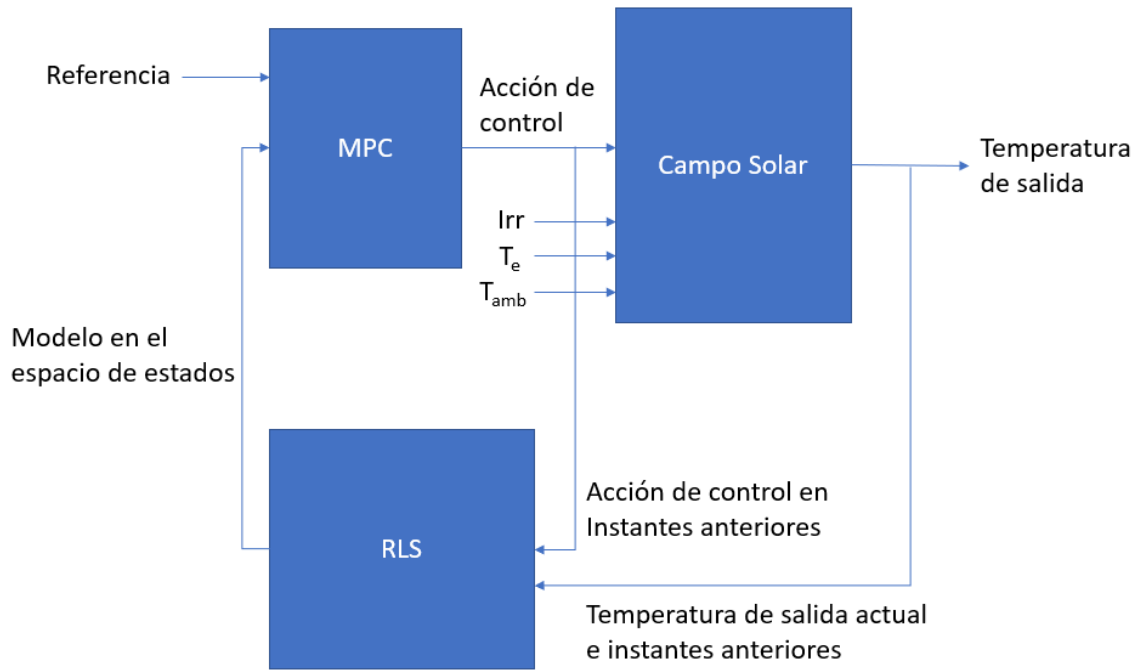 Referencia
MPC
Acción de
control
Campo Solar
Temperatura
de salida
Irr
Te
Tamb
Modelo en el
espacio de estados
RLS
Acción de control en
Instantes anteriores
Temperatura de salida actual
e instantes anteriores